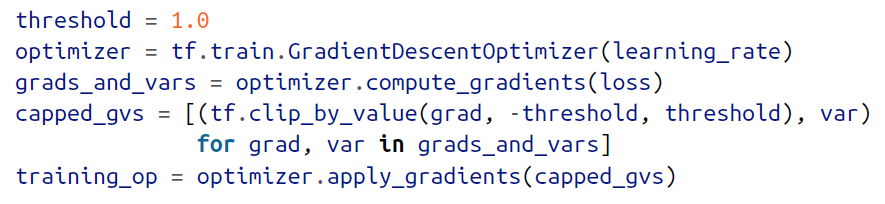 threshold = 1.0
optimizer = tf.train.GradientDescentOptimizer(learning_rate)
grads_and_vars = optimizer.compute_gradients(loss)
capped_gvs = [(tf.clip_by_value(grad, -threshold, threshold), var)
              for grad, var in grads_and_vars]
training_op = optimizer.apply_gradients(capped_gvs)